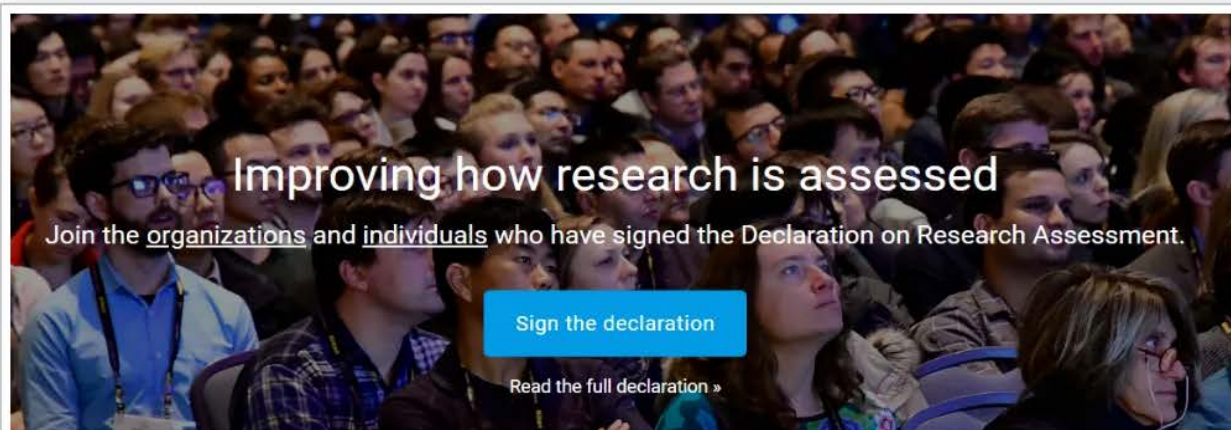 Improving how research is assessed
Join the organizations and individuals who have signed the Declaration on Research Assessment.
Sign the declaration
Read the full declaration »